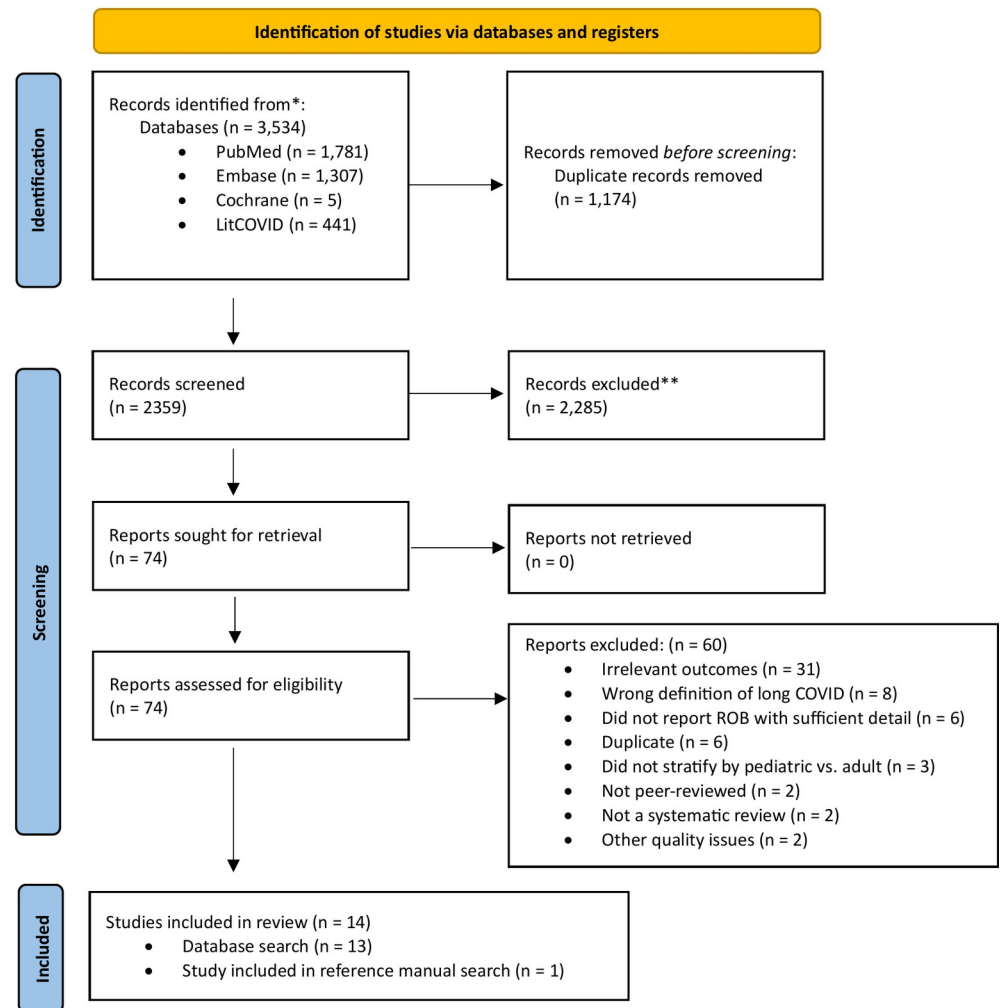 Identification of studies via databases and registers
Identification
Records identified from*:
Databases (n = 3,534)
• PubMed (n = 1,781)
• Embase (n = 1,307)
• Cochrane (n = 5)
• LitCOVID (n = 441)
Records removed before screening:
Duplicate records removed
(n = 1,174)
Screening
Records screened
(n = 2359)
Records excluded**
(n = 2,285)
Reports sought for retrieval
(n = 74)
Reports not retrieved
(n = 0)
Reports assessed for eligibility
(n = 74)
Reports excluded: (n = 60)
• Irrelevant outcomes (n = 31)
• Wrong definition of long COVID (n = 8)
• Did not report ROB with sufficient detail (n = 6)
• Duplicate (n = 6)
• Did not stratify by pediatric vs. adult (n = 3)
• Not peer-reviewed (n = 2)
• Not a systematic review (n = 2)
• Other quality issues (n = 2)
Included
Studies included in review (n = 14)
• Database search (n = 13)
• Study included in reference manual search (n = 1)